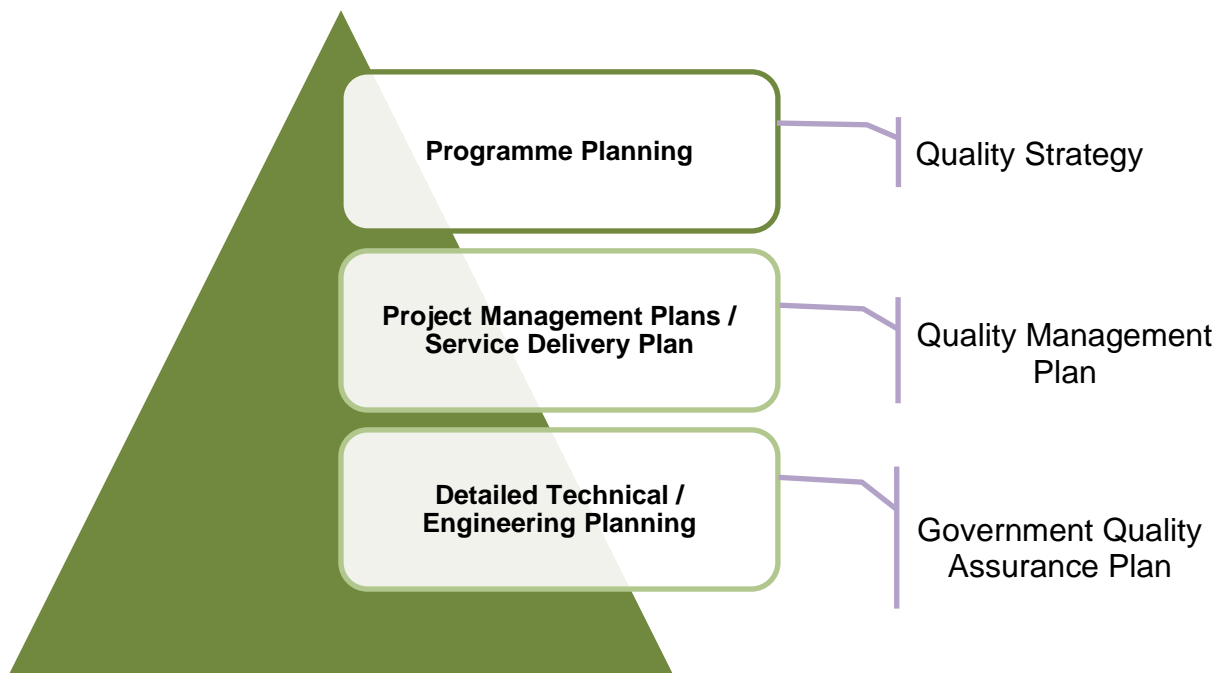 Programme Planning
Quality Strategy
Project Management Plans /
Service Delivery Plan
Quality Management
Plan
Detailed Technical /
Engineering Planning
Government Quality
Assurance Plan